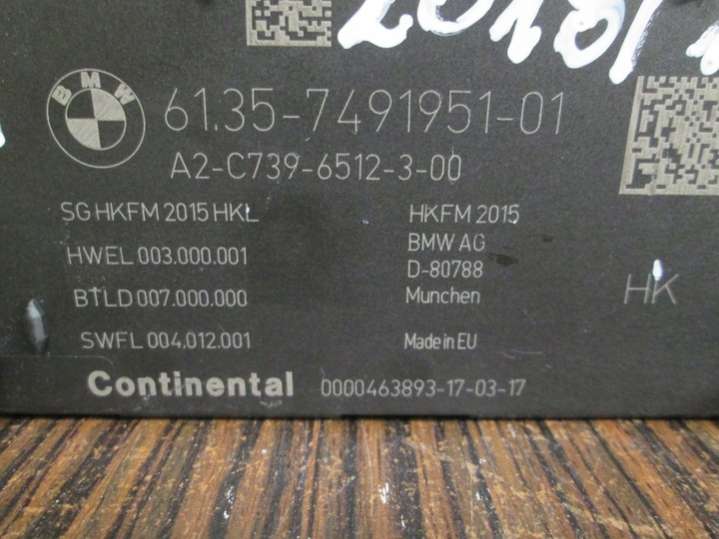 BMW
61.35-7491951-01
A2-C739-6512-3-00
SG HKFM 2015 HKL
HWEL 003.000.001
BTLD 007.000.000
SWFL 004.012.001
HKFM 2015
BMW AG
D-80788
Munchen
Made in EU
HK
Continental 0000463893-17-03-17